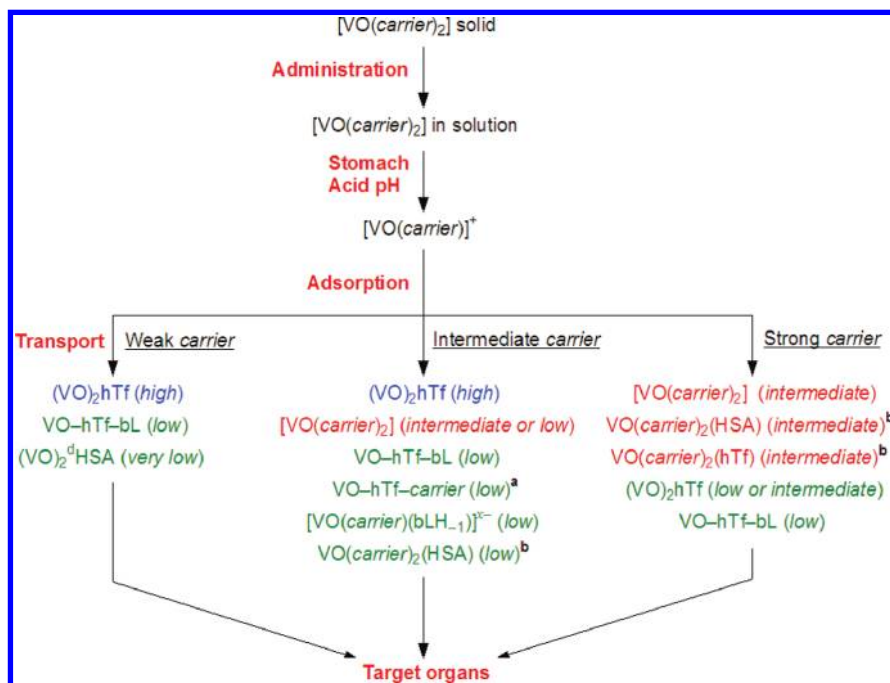 [VO(carrier)₂] solid
Administration
[VO(carrier)₂] in solution
Stomach
Acid pH
[VO(carrier)]⁺
Adsorption
Transport
Weak carrier
Intermediate carrier
Strong carrier
(VO)₂hTf (high)
VO–hTf–bL (low)
(VO)₂ᵈHSA (very low)
(VO)₂hTf (high)
[VO(carrier)₂] (intermediate or low)
VO–hTf–bL (low)
VO–hTf–carrier (low)ᵃ
[VO(carrier)(bLH₋₁)]ˣ⁻ (low)
VO(carrier)₂(HSA) (low)ᵇ
[VO(carrier)₂] (intermediate)
VO(carrier)₂(HSA) (intermediate)ᵇ
VO(carrier)₂(hTf) (intermediate)ᵇ
(VO)₂hTf (low or intermediate)
VO–hTf–bL (low)
Target organs